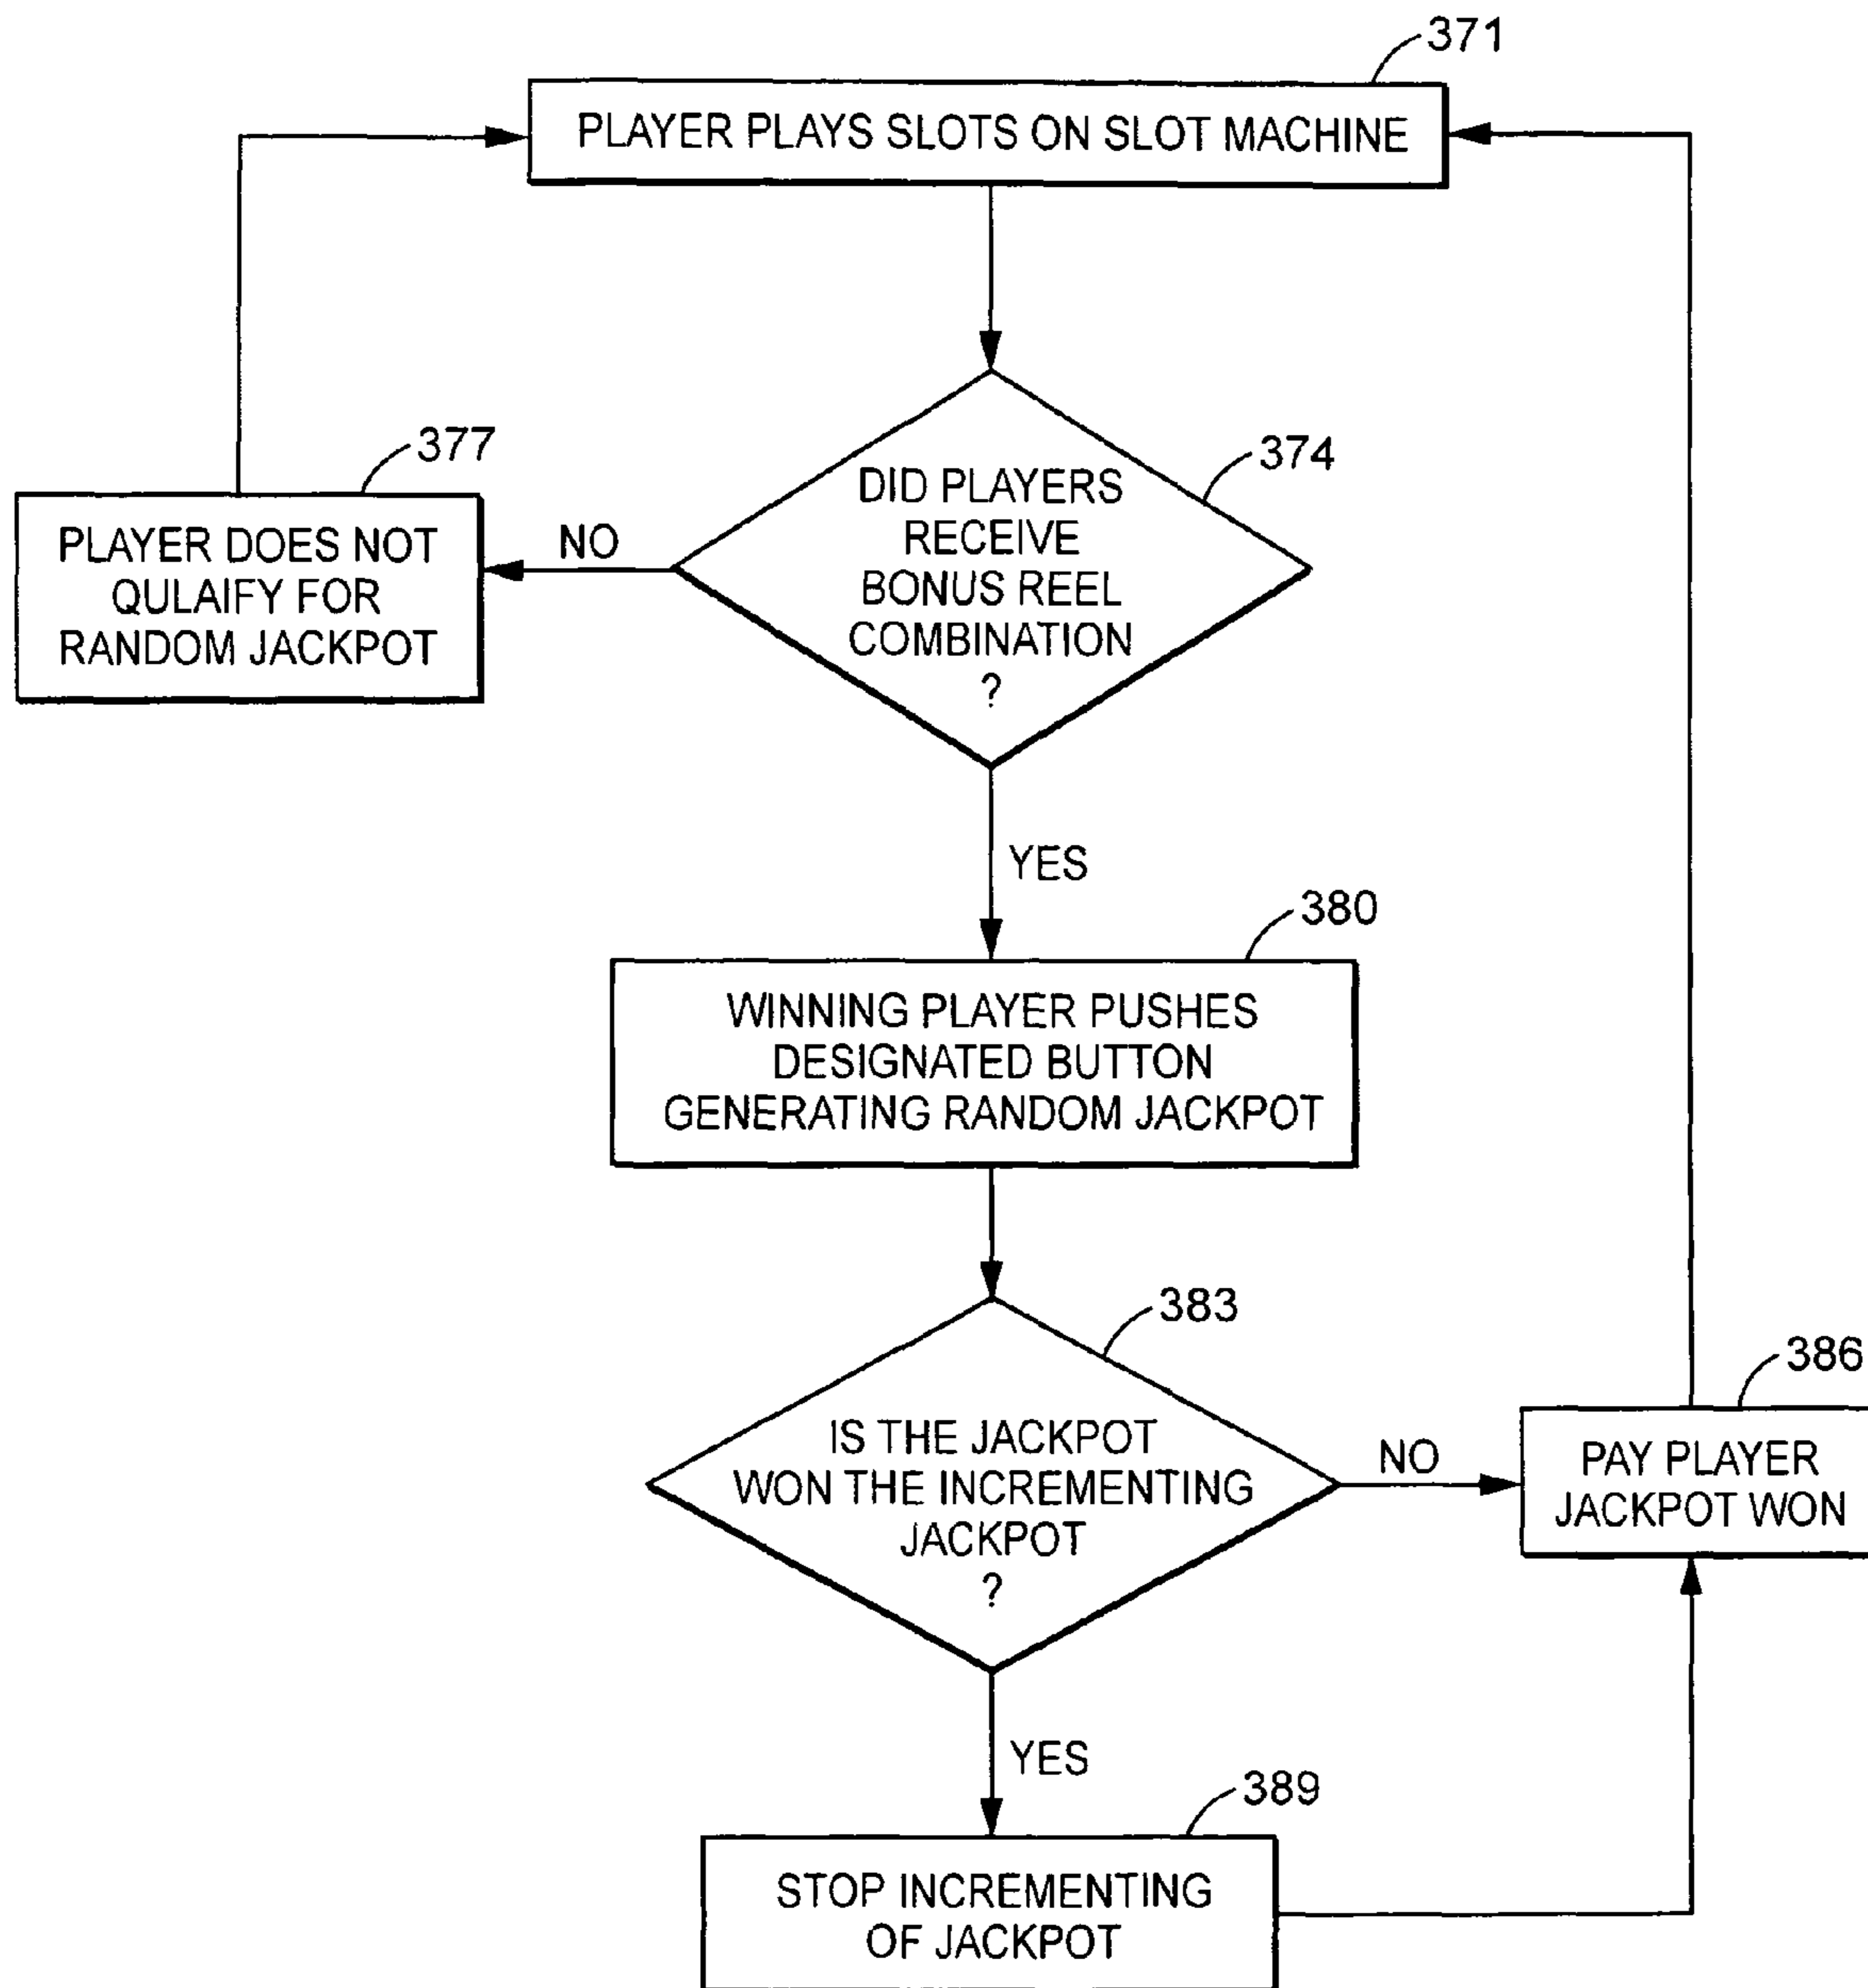 371
PLAYER PLAYS SLOTS ON SLOT MACHINE
377
PLAYER DOES NOT
QULAIFY FOR
RANDOM JACKPOT
NO
374
DID PLAYERS
RECEIVE
BONUS REEL
COMBINATION
?
YES
380
WINNING PLAYER PUSHES
DESIGNATED BUTTON
GENERATING RANDOM JACKPOT
383
IS THE JACKPOT
WON THE INCREMENTING
JACKPOT
?
NO
386
PAY PLAYER
JACKPOT WON
YES
389
STOP INCREMENTING
OF JACKPOT